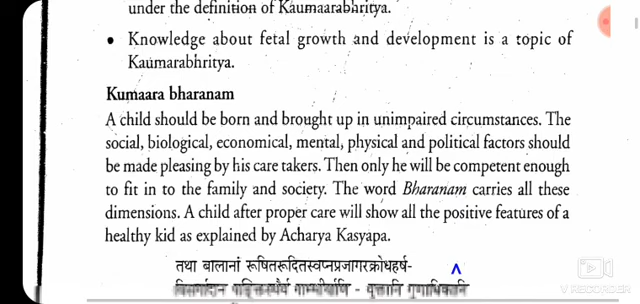 under the definition of Kaumaarabhritya.
• Knowledge about fetal growth and development is a topic of
Kaumarabhritya.
Kumaara bharanam
A child should be born and brought up in unimpaired circumstances. The
social, biological, economical, mental, physical and political factors should
be made pleasing by his care takers. Then only he will be competent enough
to fit in to the family and society. The word Bharanam carries all these
dimensions. A child after proper care will show all the positive features of a
healthy kid as explained by Acharya Kasyapa.
तथा बालानां रूषितरूदितस्वप्नप्रजागरक्रोधहर्ष-
V RECORDER